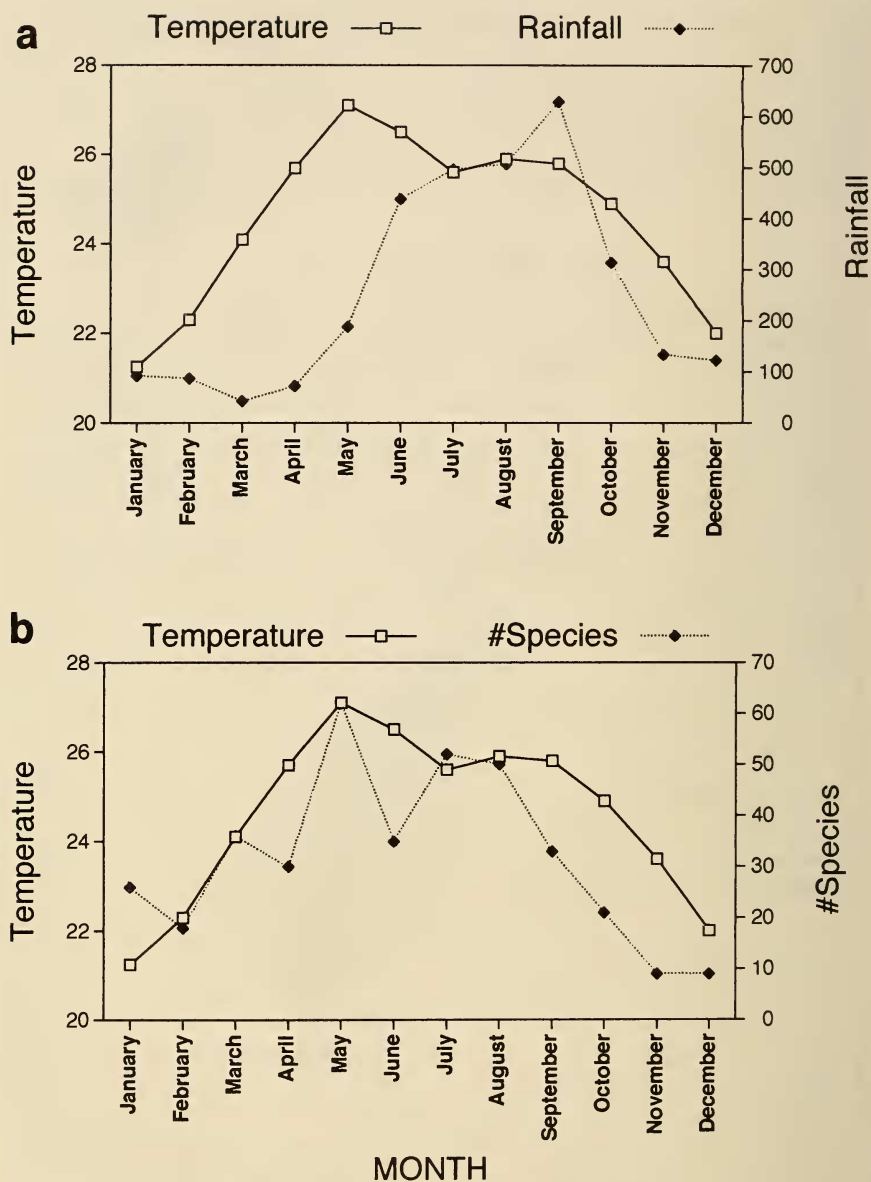 a
Temperature Rainfall
28
26
24
22
20
Temperature
700
600
500
400
300
200
100
0
Rainfall
January
February
March
April
May
June
July
August
September
October
November
December
b
Temperature #Species
28
26
24
22
20
Temperature
70
60
50
40
30
20
10
0
#Species
January
February
March
April
May
June
July
August
September
October
November
December
MONTH